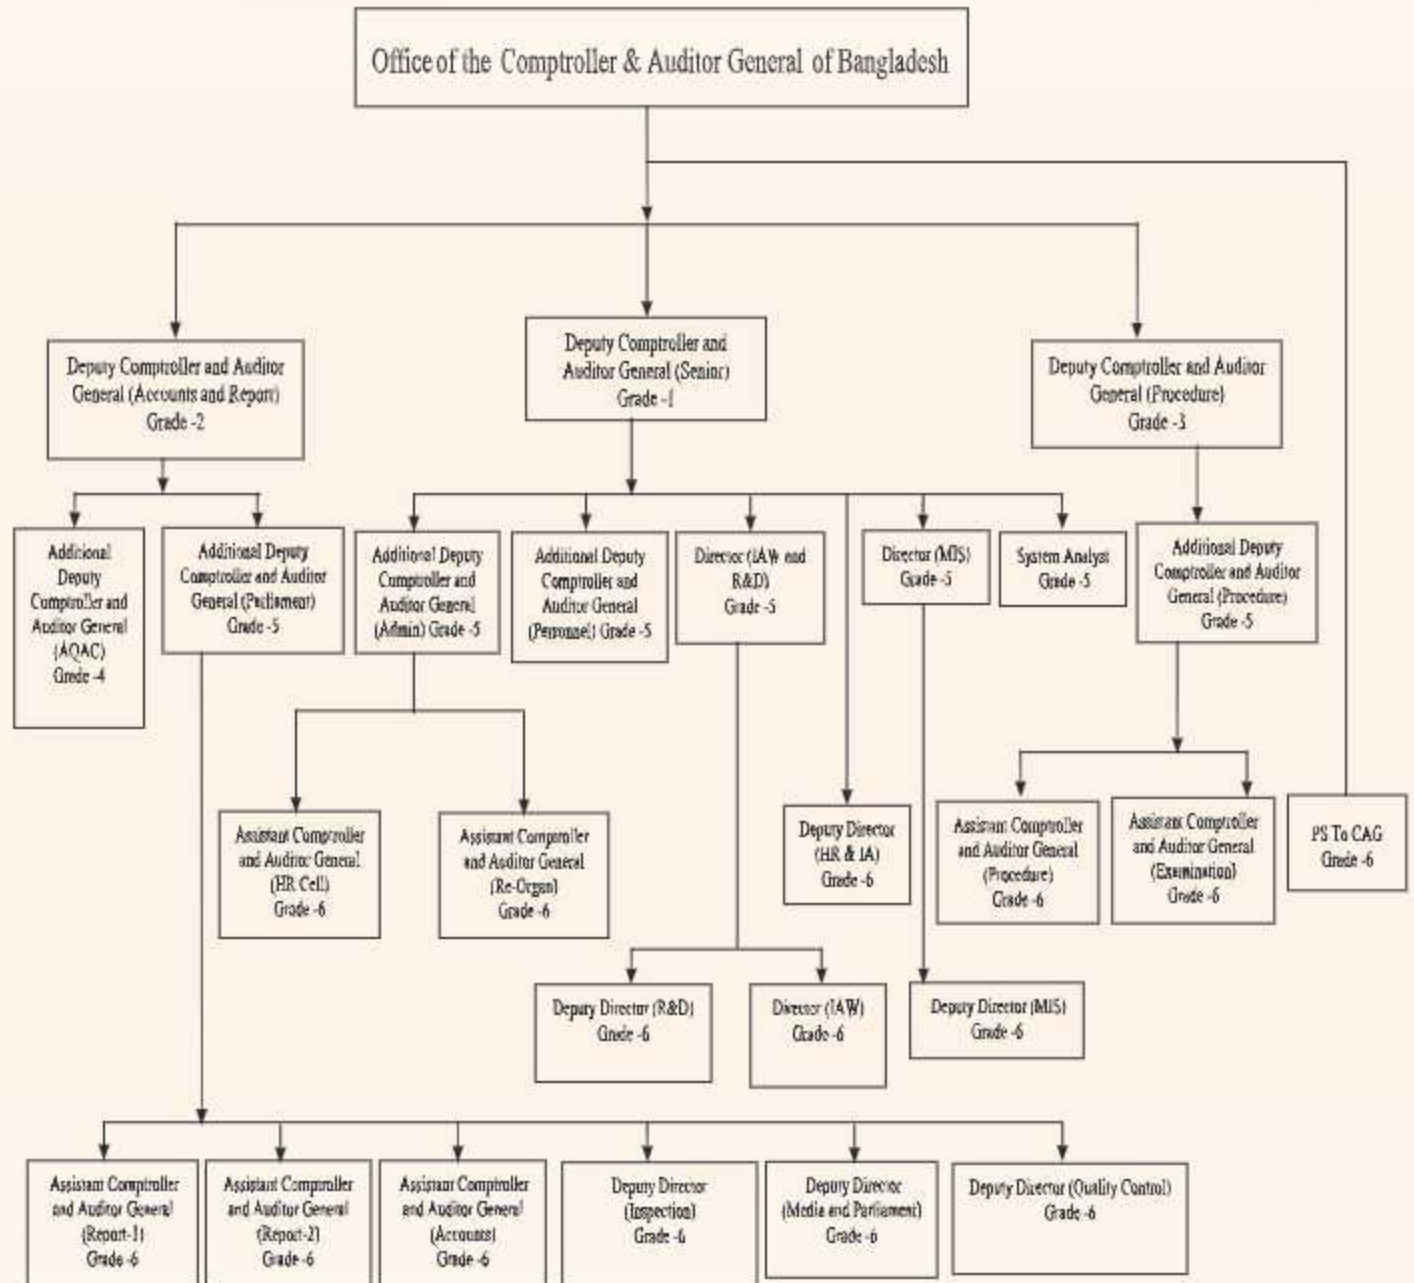 Office of the Comptroller & Auditor General of Bangladesh
Deputy Comptroller and Auditor
General (Accounts and Report)
Grade -2
Deputy Comptroller and
Auditor General (Senior)
Grade -1
Deputy Comptroller and Auditor
General (Procedure)
Grade -3
Additional
Deputy
Comptroller and
Auditor General
(AQAC)
Grade -4
Additional Deputy
Comptroller and Auditor
General (Parliament)
Grade -5
Additional Deputy
Comptroller and
Auditor General
(Admin) Grade -5
Additional Deputy
Comptroller and
Auditor General
(Personnel) Grade -5
Director (IAW and
R&D)
Grade -5
Director (MIS)
Grade -5
System Analyst
Grade -5
Additional Deputy
Comptroller and Auditor
General (Procedure)
Grade -5
Assistant Comptroller
and Auditor General
(HR Cell)
Grade -6
Assistant Comptroller
and Auditor General
(Re-Organ)
Grade -6
Deputy Director
(HR & IA)
Grade -6
Assistant Comptroller
and Auditor General
(Procedure)
Grade -6
Assistant Comptroller
and Auditor General
(Examination)
Grade -6
PS To CAG
Grade -6
Deputy Director (R&D)
Grade -6
Director (IAW)
Grade -6
Deputy Director (MIS)
Grade -6
Assistant Comptroller
and Auditor General
(Report-1)
Grade -6
Assistant Comptroller
and Auditor General
(Report-2)
Grade -6
Assistant Comptroller
and Auditor General
(Accounts)
Grade -6
Deputy Director
(Inspection)
Grade -6
Deputy Director
(Media and Parliament)
Grade -6
Deputy Director (Quality Control)
Grade -6